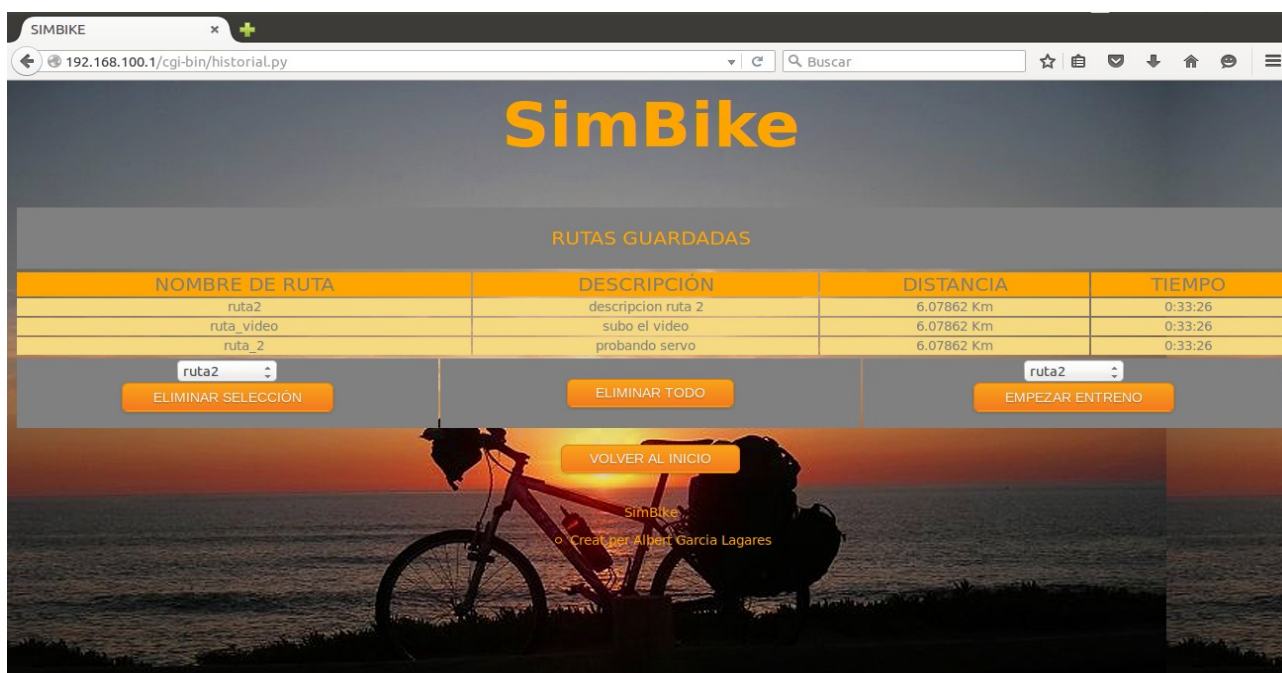 SIMBIKE
192.168.100.1/cgi-bin/historial.py
Buscar
SimBike
RUTAS GUARDADAS
NOMBRE DE RUTA DESCRIPCIÓN DISTANCIA TIEMPO
ruta2 descripcion ruta 2 6.07862 Km 0:33:26
ruta_video subo el video 6.07862 Km 0:33:26
ruta_2 probando servo 6.07862 Km 0:33:26
ruta2 ruta2
ELIMINAR SELECCIÓN ELIMINAR TODO EMPEZAR ENTRENO
VOLVER AL INICIO
SimBike
Creat per Albert Garcia Lagares